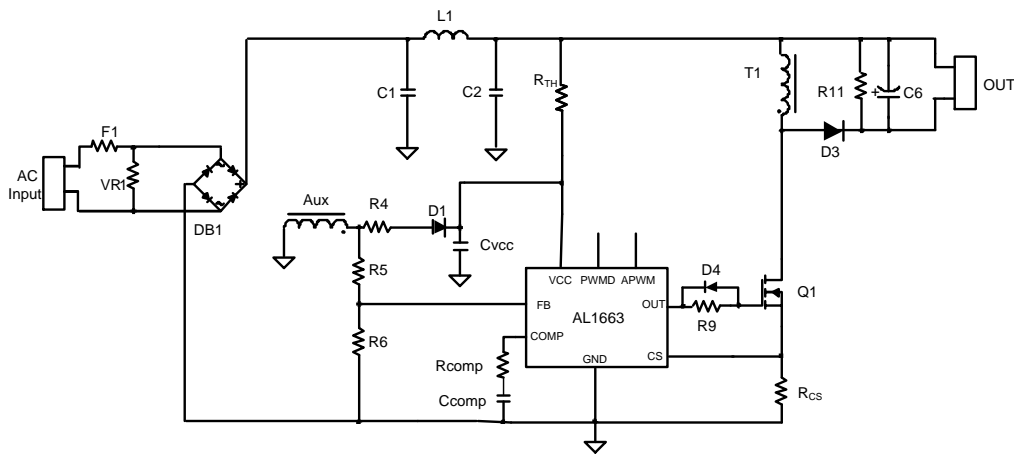 L1
T1
RTH
C1
C2
R11
+
C6
OUT
F1
D3
AC
Input
VR1
+
DB1
Aux
R4
D1
Cvcc
R5
VCC
PWMD
APWM
D4
FB
OUT
Q1
AL1663
R9
R6
COMP
GND
CS
Rcomp
Ccomp
RCS